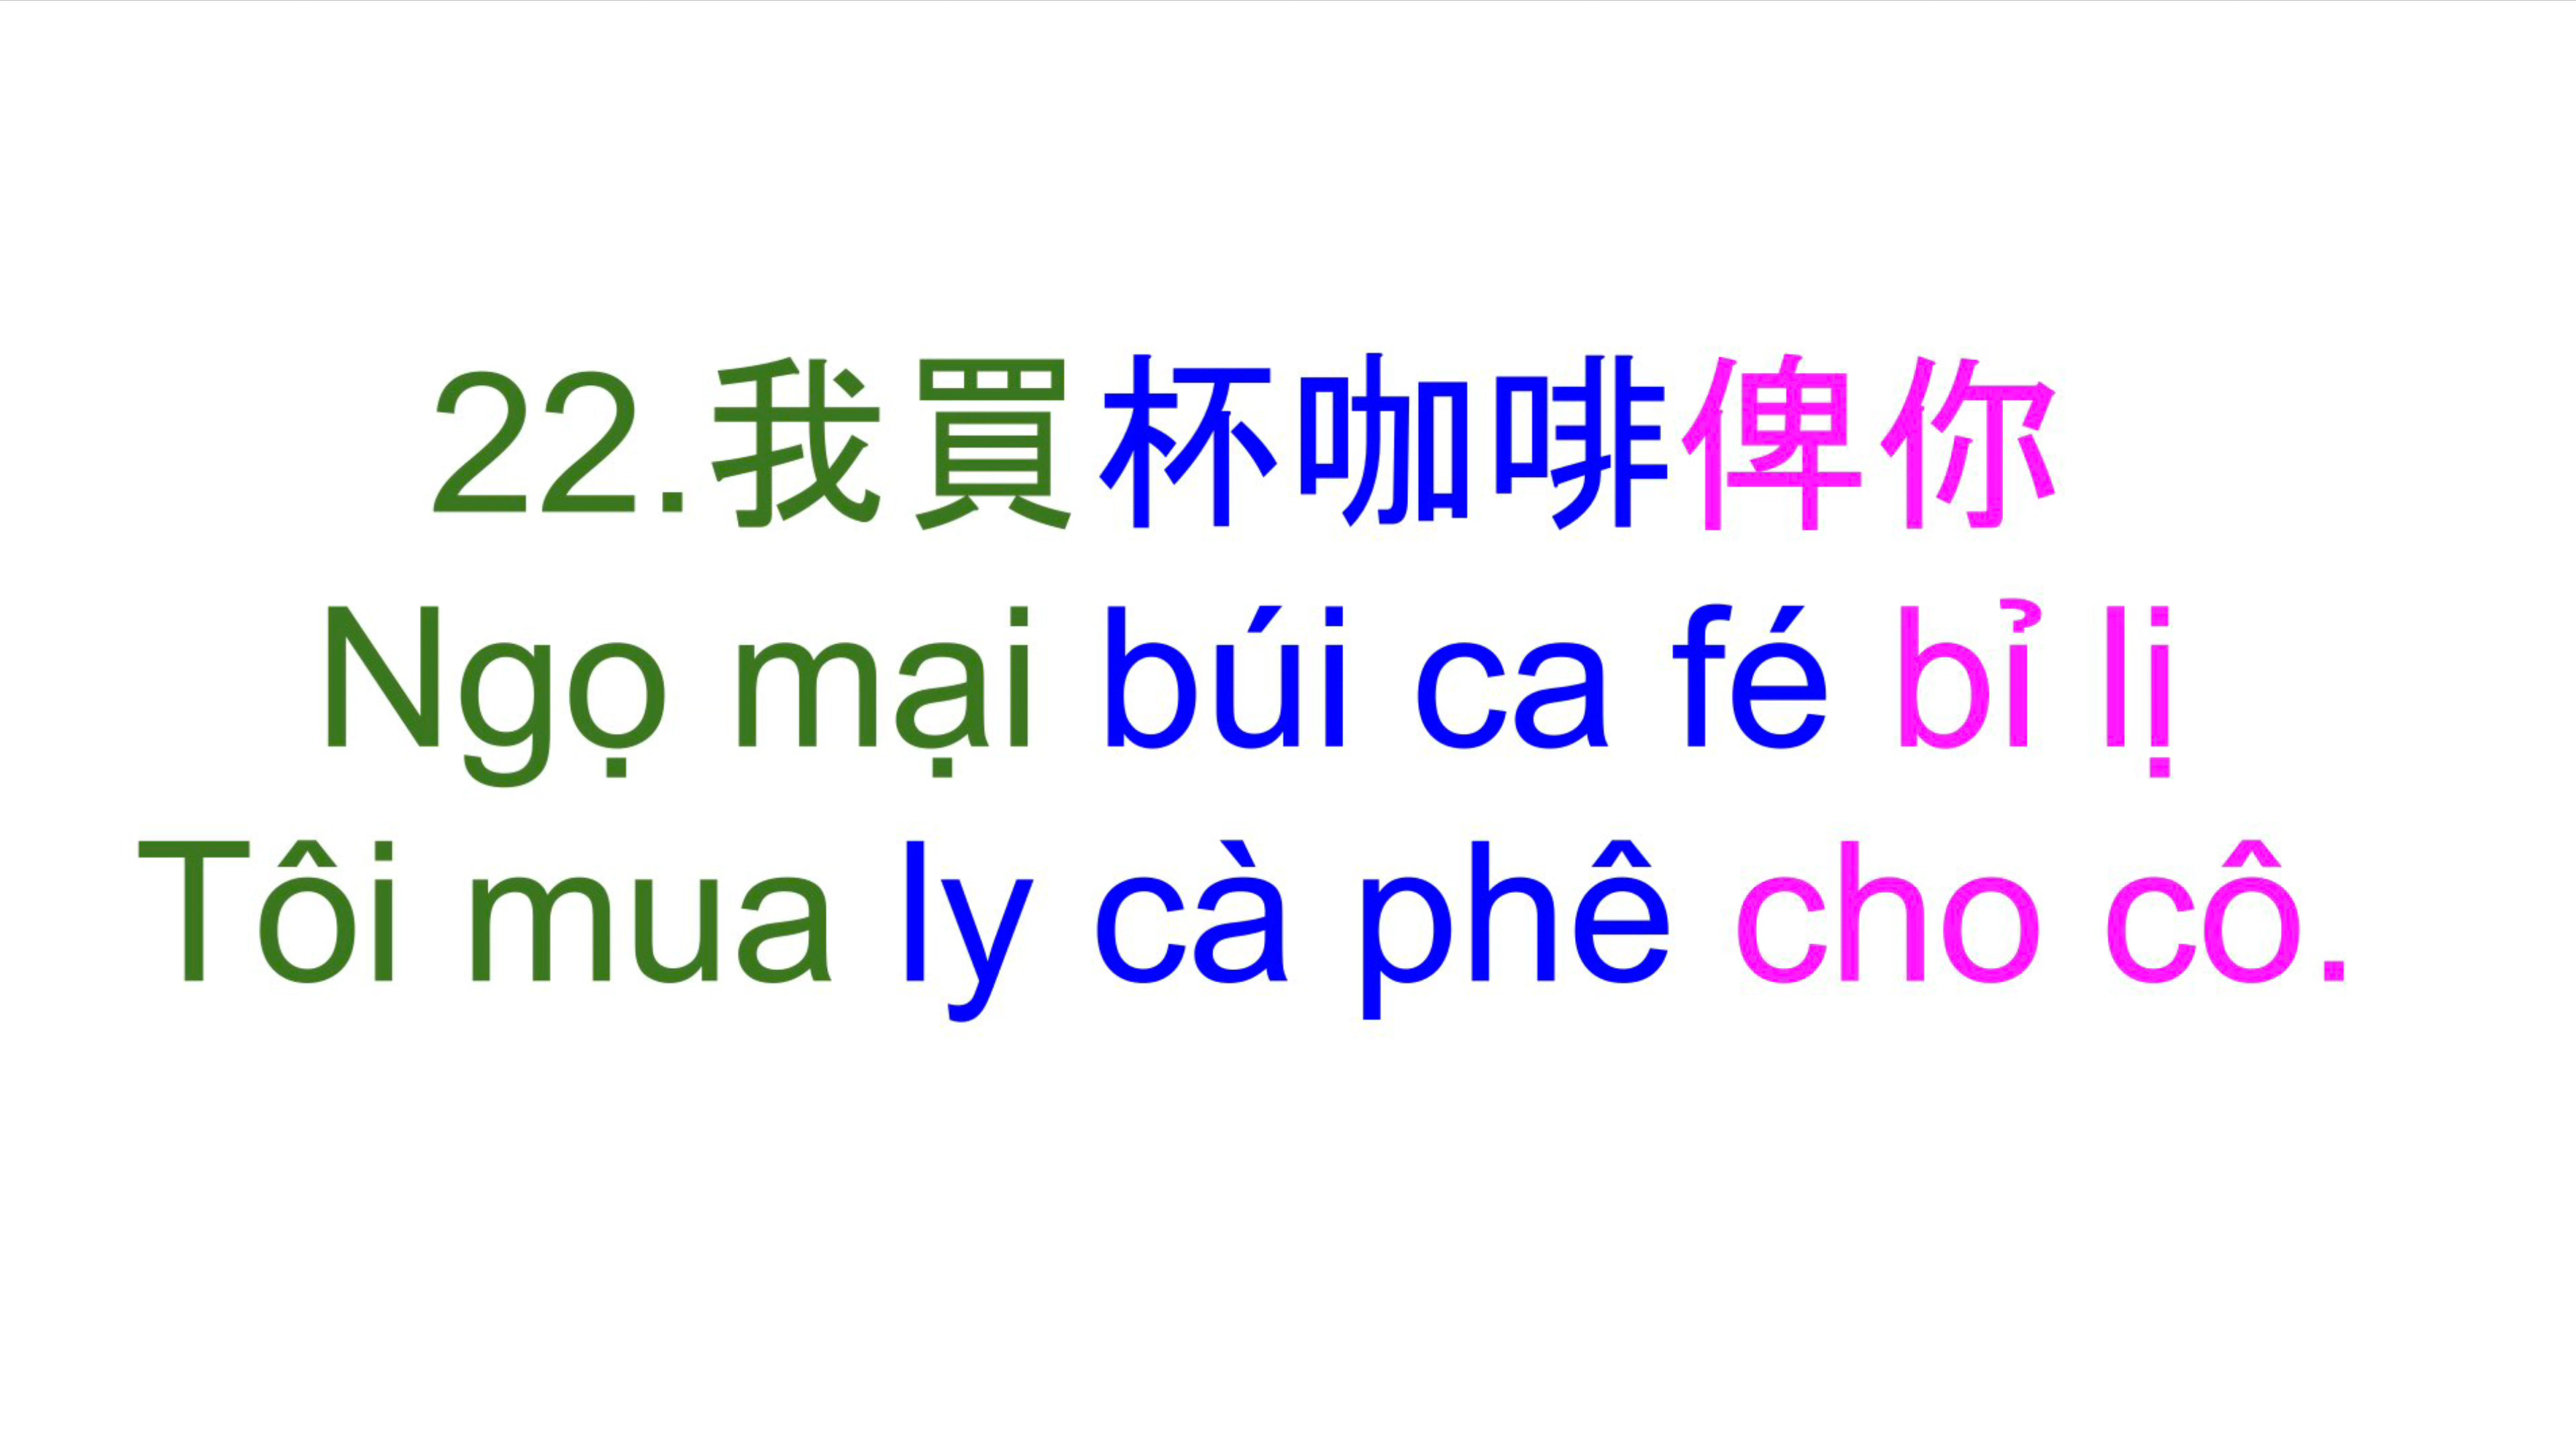 22.我買杯咖啡俾你
Ngọ mại búi ca fé bỉ lị
Tôi mua ly cà phê cho cô.